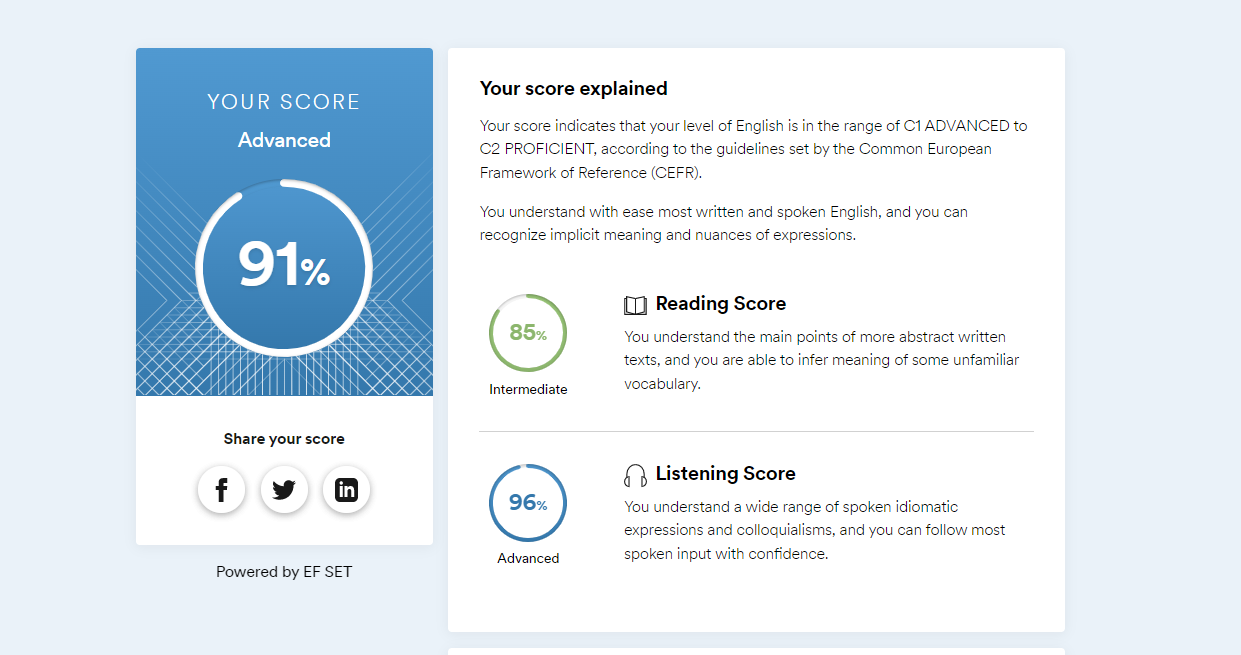 YOUR SCORE
Advanced
91%
Share your score
Powered by EF SET
Your score explained
Your score indicates that your level of English is in the range of C1 ADVANCED to
C2 PROFICIENT, according to the guidelines set by the Common European
Framework of Reference (CEFR).
You understand with ease most written and spoken English, and you can
recognize implicit meaning and nuances of expressions.
85%
Intermediate
Reading Score
You understand the main points of more abstract written
texts, and you are able to infer meaning of some unfamiliar
vocabulary.
96%
Advanced
Listening Score
You understand a wide range of spoken idiomatic
expressions and colloquialisms, and you can follow most
spoken input with confidence.